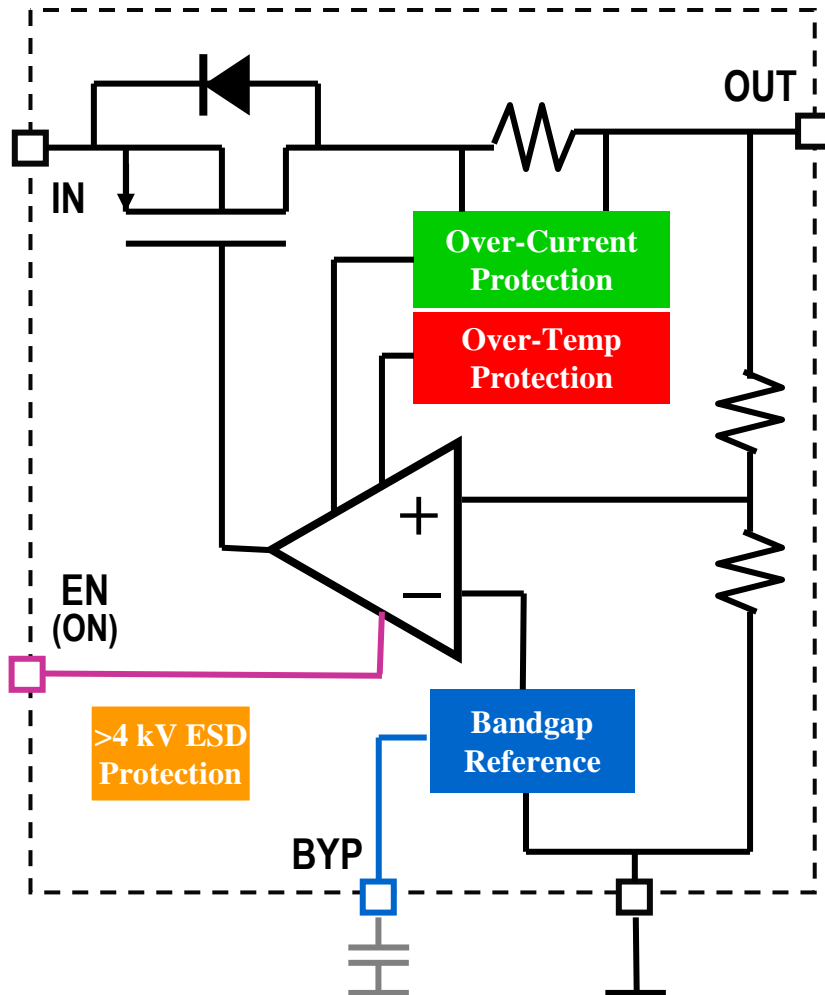 OUT
IN
Over-Current
Protection
Over-Temp
Protection
+
−
EN
(ON)
>4 kV ESD
Protection
Bandgap
Reference
BYP